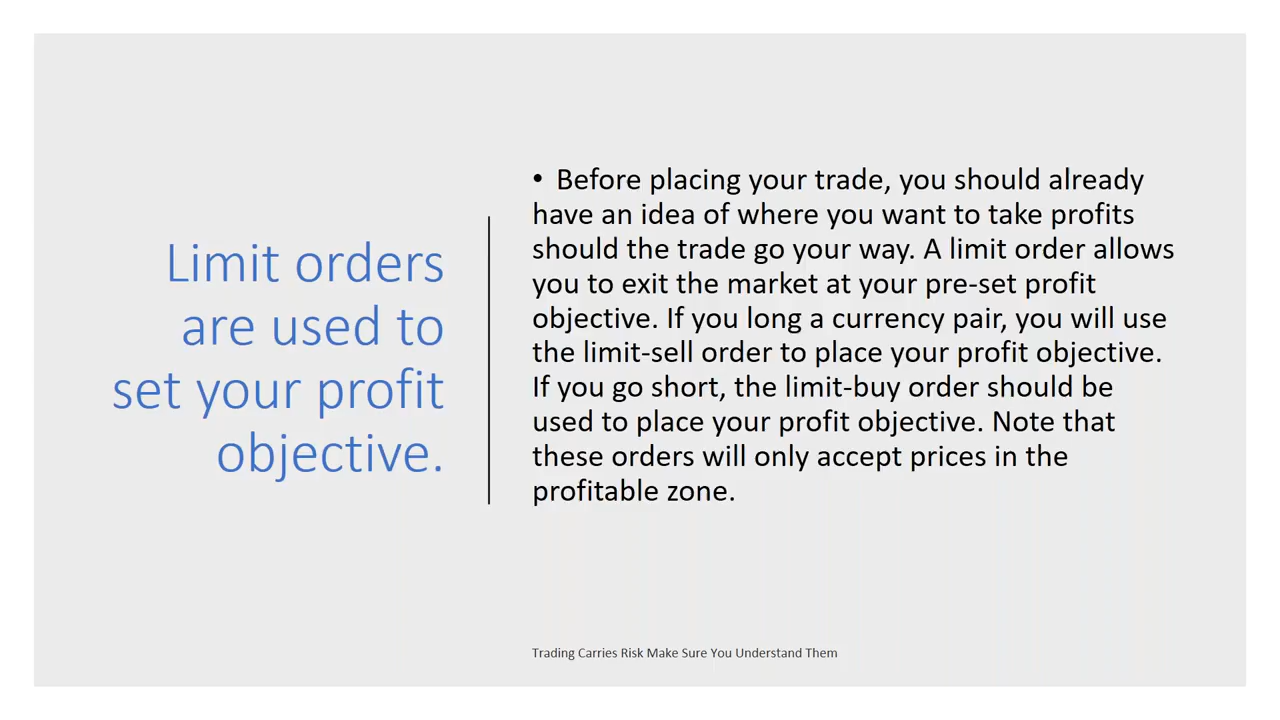 Limit orders
are used to
set your profit
objective.
• Before placing your trade, you should already
have an idea of where you want to take profits
should the trade go your way. A limit order allows
you to exit the market at your pre-set profit
objective. If you long a currency pair, you will use
the limit-sell order to place your profit objective.
If you go short, the limit-buy order should be
used to place your profit objective. Note that
these orders will only accept prices in the
profitable zone.
Trading Carries Risk Make Sure You Understand Them